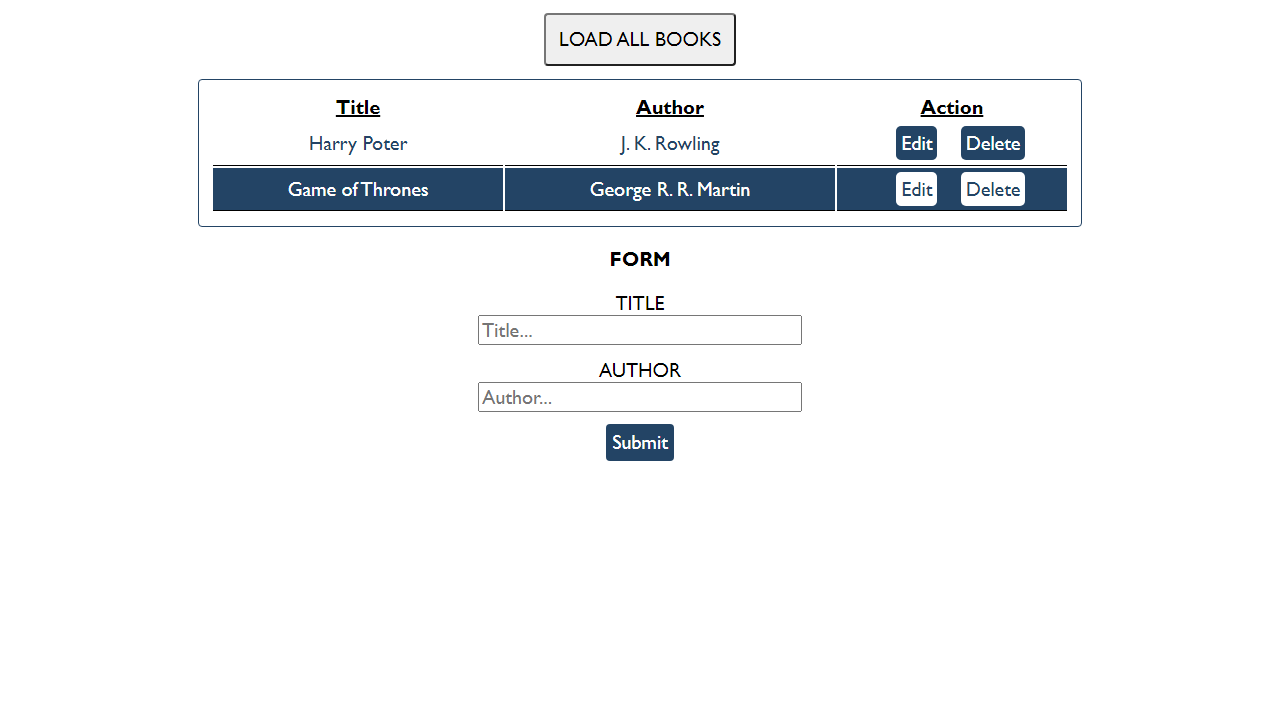 LOAD ALL BOOKS
Title Author Action
Harry Poter J. K. Rowling Edit Delete
Game of Thrones George R. R. Martin Edit Delete
FORM
TITLE
Title...
AUTHOR
Author...
Submit